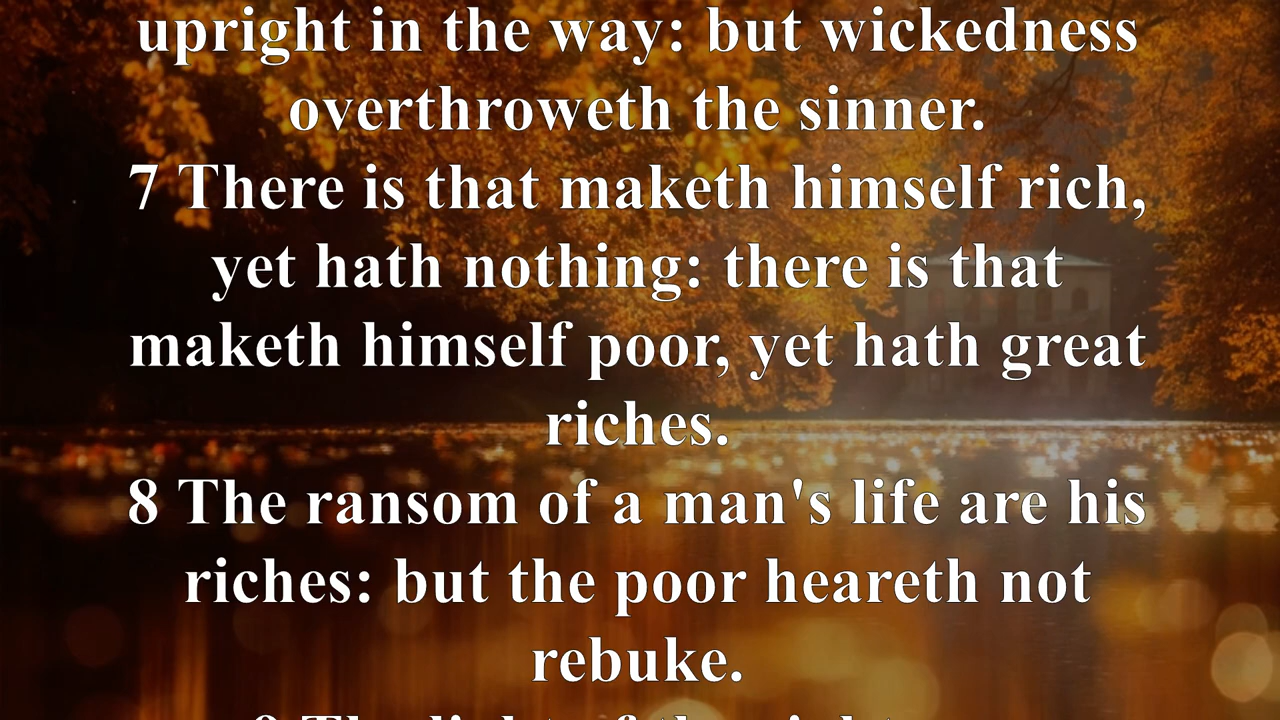 upright in the way: but wickedness
overthroweth the sinner.
7 There is that maketh himself rich,
yet hath nothing: there is that
maketh himself poor, yet hath great
riches.
8 The ransom of a man's life are his
riches: but the poor heareth not
rebuke.